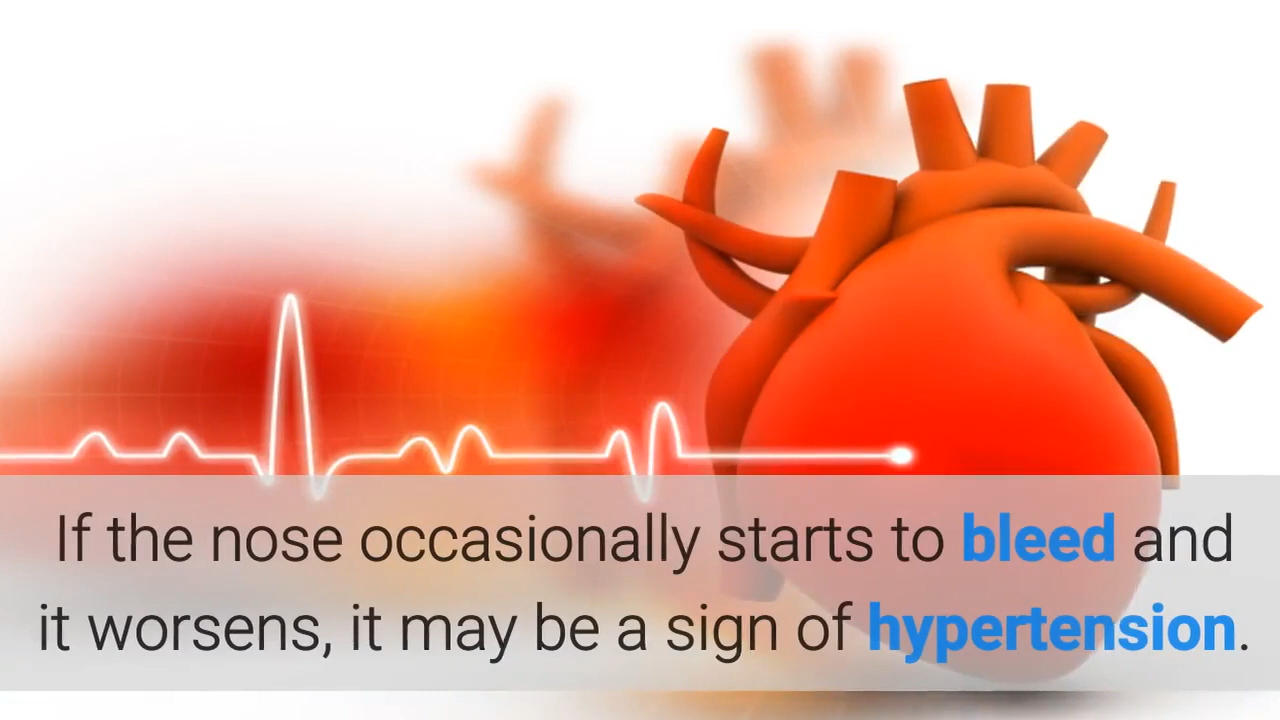 If the nose occasionally starts to bleed and
it worsens, it may be a sign of hypertension.